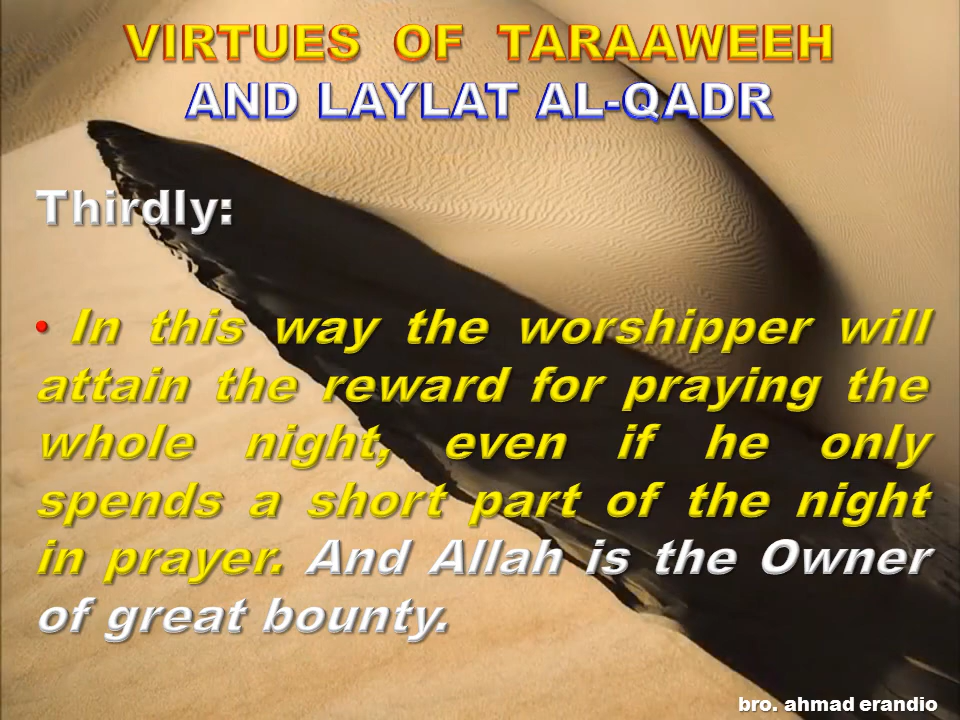 VIRTUES OF TARAAWEEH
AND LAYLAT AL-QADR
Thirdly:
• In this way the worshipper will
attain the reward for praying the
whole night, even if he only
spends a short part of the night
in prayer. And Allah is the Owner
of great bounty.
bro. ahmad erandio